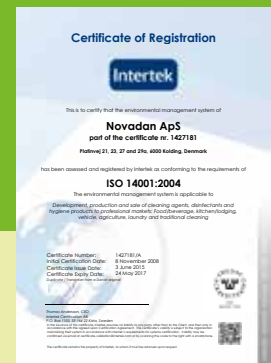 Certificate of Registration
Intertek
This is to certify that the environmental management system of
Novadan ApS
part of the certificate nr. 1427181
Platinvej 21, 23, 27 and 29a, 6000 Kolding, Denmark
has been assessed and registered by Intertek as conforming to the requirements of
ISO 14001:2004
The environmental management system is applicable to
Development, production and sale of cleaning agents, disinfectants and
hygiene products to professional markets: Food/beverage, kitchen/lodging,
vehicle, agriculture, laundry and traditional cleaning
Certificate Number: 1427181/A
Initial Certification Date: 8 November 2008
Certificate Issue Date: 3 June 2015
Certificate Expiry Date: 24 May 2017